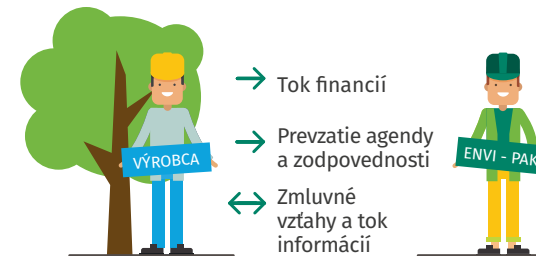 VÝROBCA
Tok financií
Prevzatie agendy
a zodpovednosti
Zmluvné
vzťahy a tok
informácií
ENVI - PAK